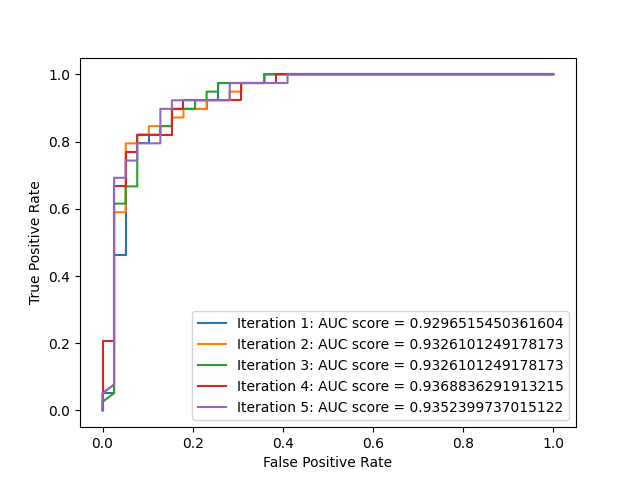 1.0
0.8
0.6
0.4
0.2
0.0
True Positive Rate
Iteration 1: AUC score = 0.9296515450361604
Iteration 2: AUC score = 0.9326101249178173
Iteration 3: AUC score = 0.9326101249178173
Iteration 4: AUC score = 0.9368836291913215
Iteration 5: AUC score = 0.9352399737015122
0.0 0.2 0.4 0.6 0.8 1.0
False Positive Rate